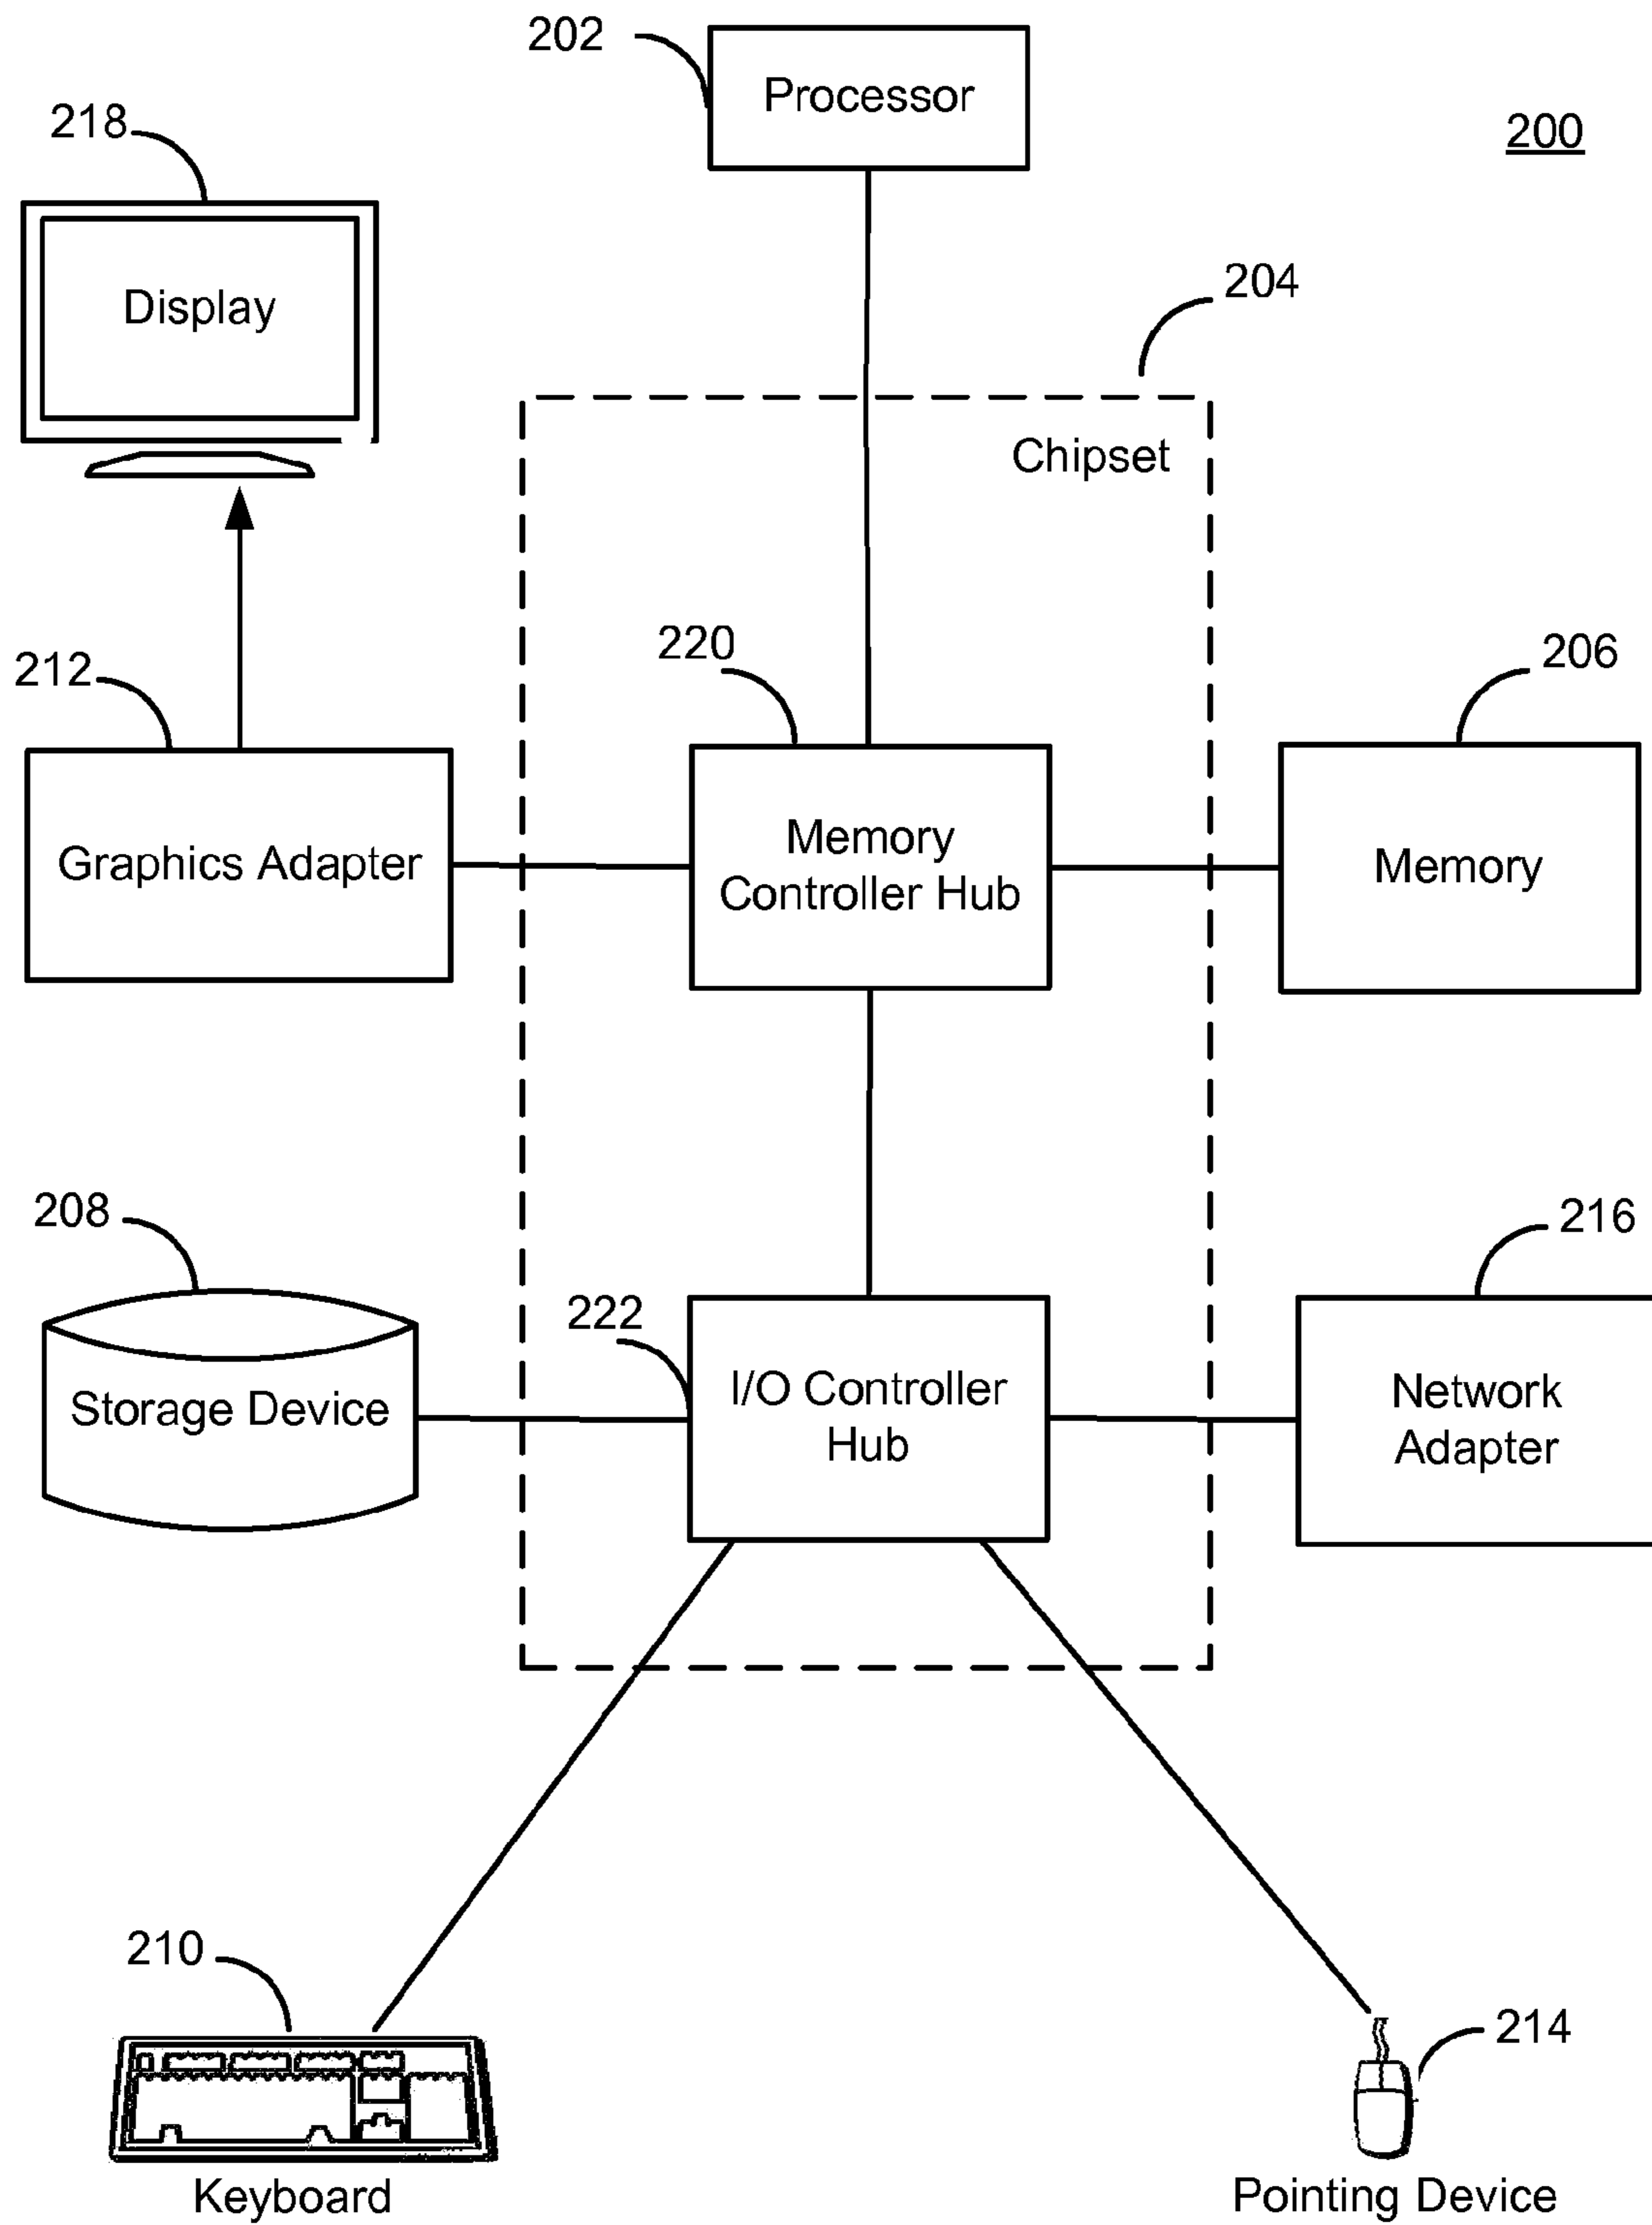 202
Processor
200
218
Display
204
Chipset
220
206
212
Memory
Controller Hub
Graphics Adapter
Memory
208
216
222
I/O Controller
Hub
Storage Device
Network
Adapter
210
214
Keyboard
Pointing Device